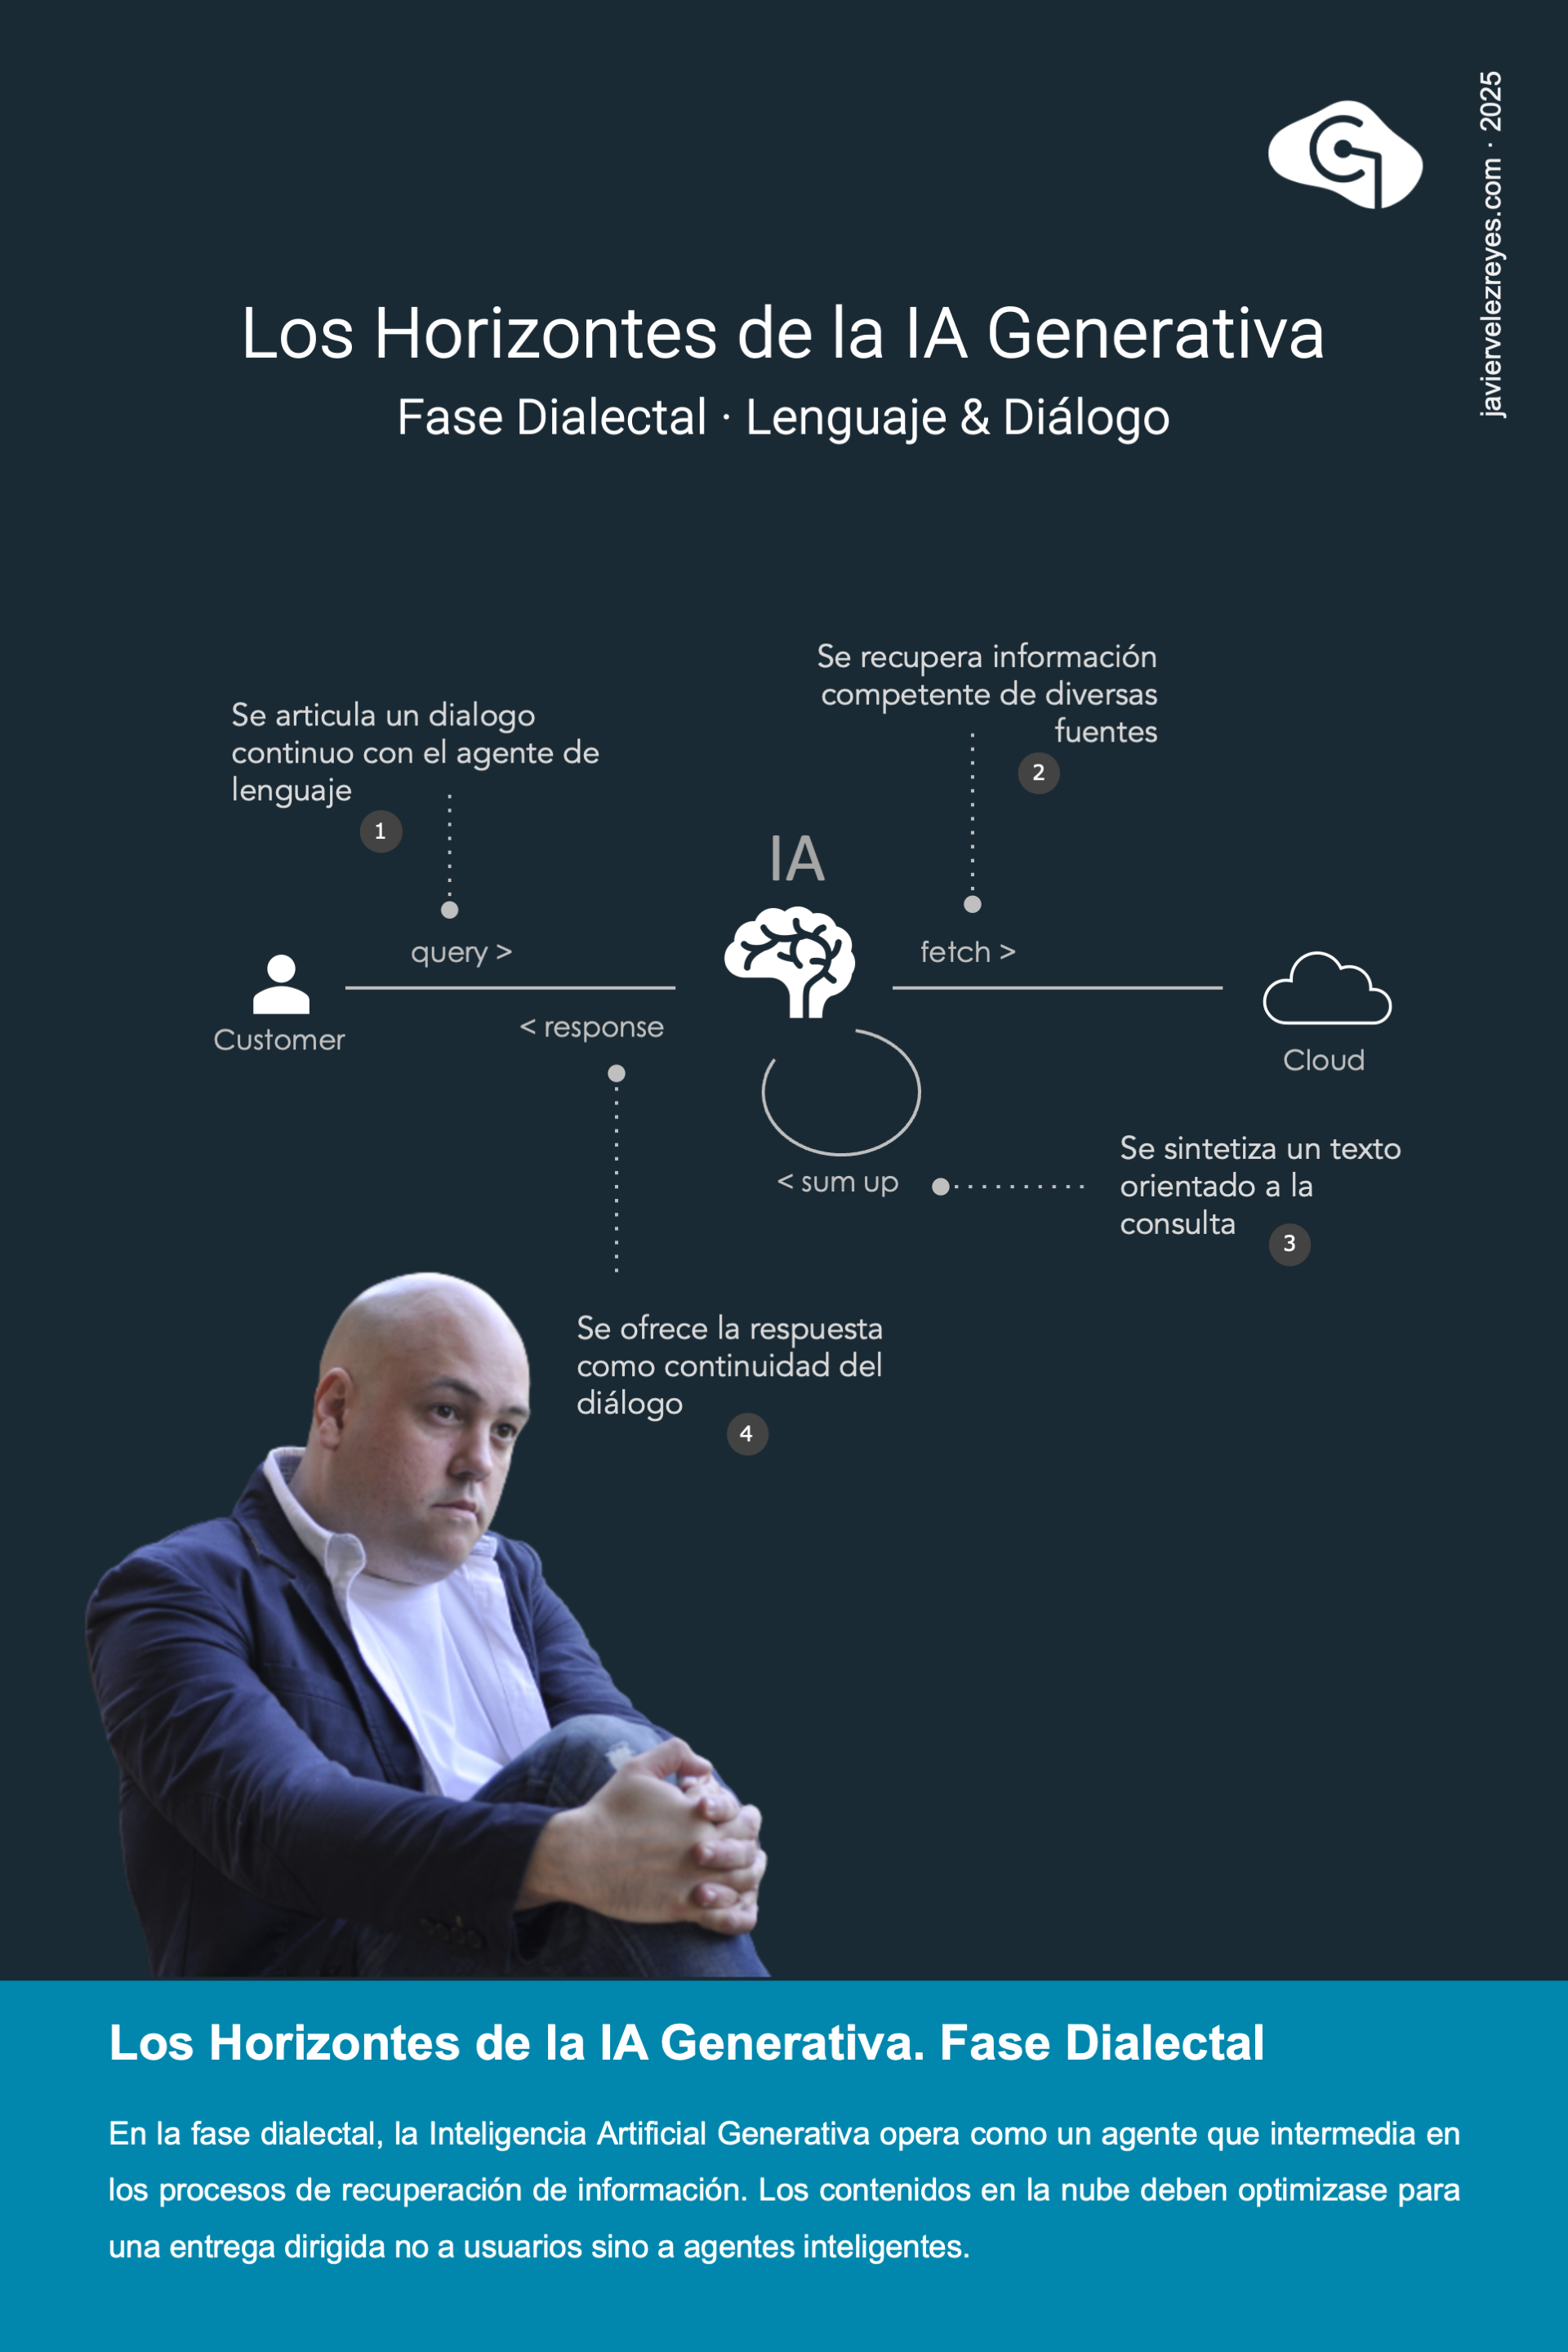 javiervelezreyes.com · 2025
Los Horizontes de la IA Generativa
Fase Dialectal · Lenguaje & Diálogo
Se articula un dialogo
continuo con el agente de
lenguaje
1
Se recupera información
competente de diversas
fuentes
2
IA
query >
fetch >
Customer
< response
Cloud
< sum up
Se sintetiza un texto
orientado a la
consulta
3
Se ofrece la respuesta
como continuidad del
diálogo
4
Los Horizontes de la IA Generativa. Fase Dialectal
En la fase dialectal, la Inteligencia Artificial Generativa opera como un agente que intermedia en
los procesos de recuperación de información. Los contenidos en la nube deben optimizase para
una entrega dirigida no a usuarios sino a agentes inteligentes.